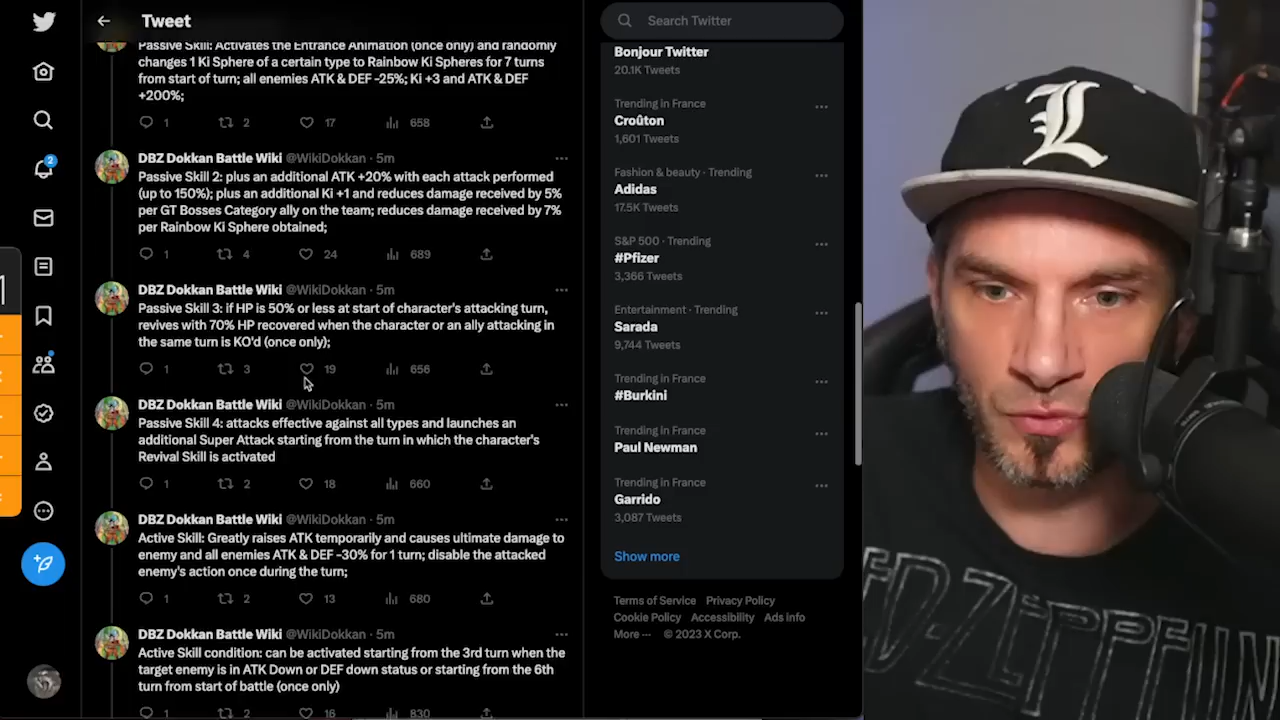 Tweet
Passive Skill: Activates the Entrance Animation (once only) and randomly
changes 1 Ki Sphere of a certain type to Rainbow Ki Spheres for 7 turns
from start of turn; all enemies ATK & DEF -25%; Ki +3 and ATK & DEF
+200%;
1 2 17 658
DBZ Dokkan Battle Wiki @WikiDokkan · 5m
Passive Skill 2: plus an additional ATK +20% with each attack performed
(up to 150%); plus an additional Ki +1 and reduces damage received by 5%
per GT Bosses Category ally on the team; reduces damage received by 7%
per Rainbow Ki Sphere obtained;
1 4 24 689
DBZ Dokkan Battle Wiki @WikiDokkan · 5m
Passive Skill 3: if HP is 50% or less at start of character's attacking turn,
revives with 70% HP recovered when the character or an ally attacking in
the same turn is KO'd (once only);
1 3 19 656
DBZ Dokkan Battle Wiki @WikiDokkan · 5m
Passive Skill 4: attacks effective against all types and launches an
additional Super Attack starting from the turn in which the character's
Revival Skill is activated
1 2 18 660
DBZ Dokkan Battle Wiki @WikiDokkan · 5m
Active Skill: Greatly raises ATK temporarily and causes ultimate damage to
enemy and all enemies ATK & DEF -30% for 1 turn; disable the attacked
enemy's action once during the turn;
1 2 13 680
DBZ Dokkan Battle Wiki @WikiDokkan · 5m
Active Skill condition: can be activated starting from the 3rd turn when the
target enemy is in ATK Down or DEF down status or starting from the 6th
turn from start of battle (once only)
1 2 16 830
2
1
Search Twitter
Bonjour Twitter
20.1K Tweets
Trending in France
Croûton
1,601 Tweets
Fashion & beauty · Trending
Adidas
17.5K Tweets
S&P 500 · Trending
#Pfizer
3,366 Tweets
Entertainment · Trending
Sarada
9,744 Tweets
Trending in France
#Burkini
Trending in France
Paul Newman
Trending in France
Garrido
3,087 Tweets
Show more
Terms of Service Privacy Policy
Cookie Policy Accessibility Ads info
More ··· © 2023 X Corp.
L